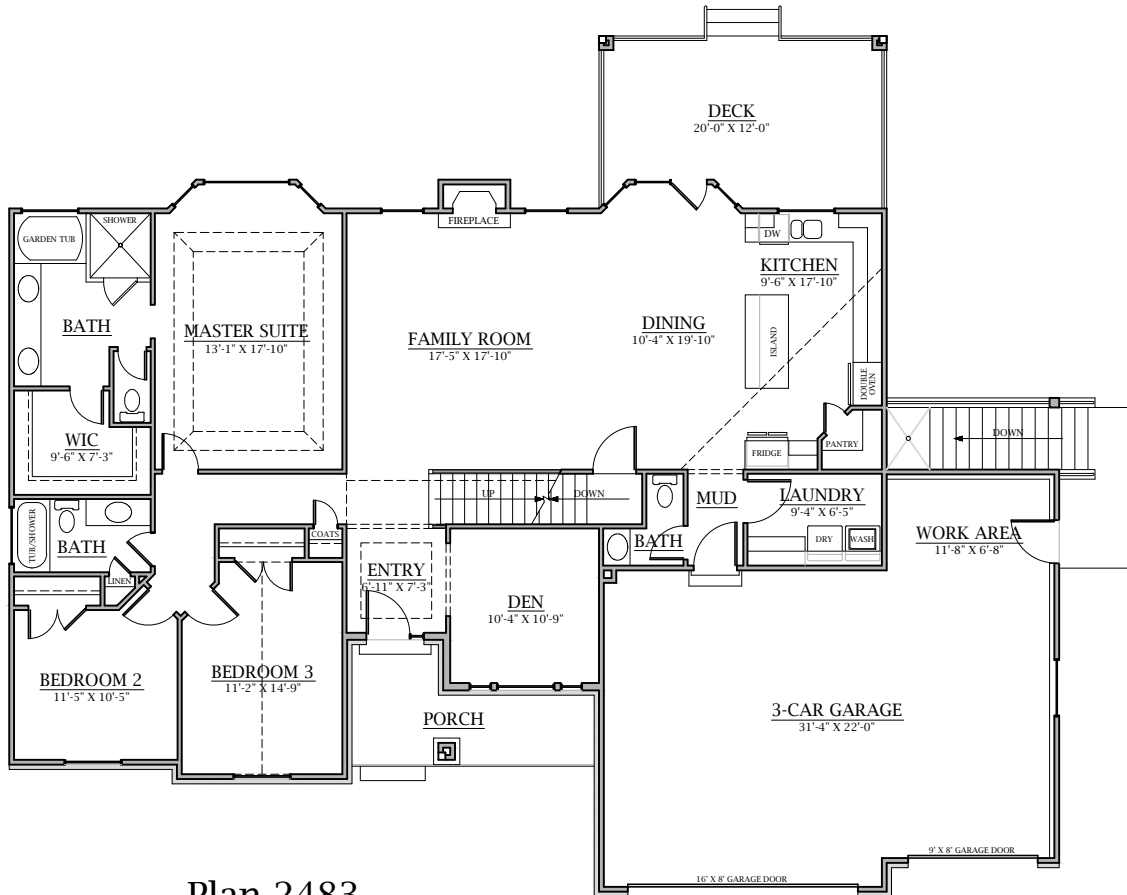 DECK
20'-0" X 12'-0"
GARDEN TUB
SHOWER
FIREPLACE
DW
KITCHEN
9'-6" X 17'-10"
BATH
MASTER SUITE
13'-1" X 17'-10"
FAMILY ROOM
17'-5" X 17'-10"
DINING
10'-4" X 19'-10"
ISLAND
DOUBLE
OVEN
WIC
9'-6" X 7'-3"
FRIDGE
PANTRY
DOWN
UP
DOWN
MUD
LAUNDRY
9'-4" X 6'-5"
TUB/SHOWER
BATH
COATS
BATH
DRY
WASH
WORK AREA
11'-8" X 6'-8"
LINEN
ENTRY
6'-11" X 7'-3"
DEN
10'-4" X 10'-9"
BEDROOM 2
11'-5" X 10'-5"
BEDROOM 3
11'-2" X 14'-9"
PORCH
3-CAR GARAGE
31'-4" X 22'-0"
9' X 8' GARAGE DOOR
16' X 8' GARAGE DOOR
Plan 2483